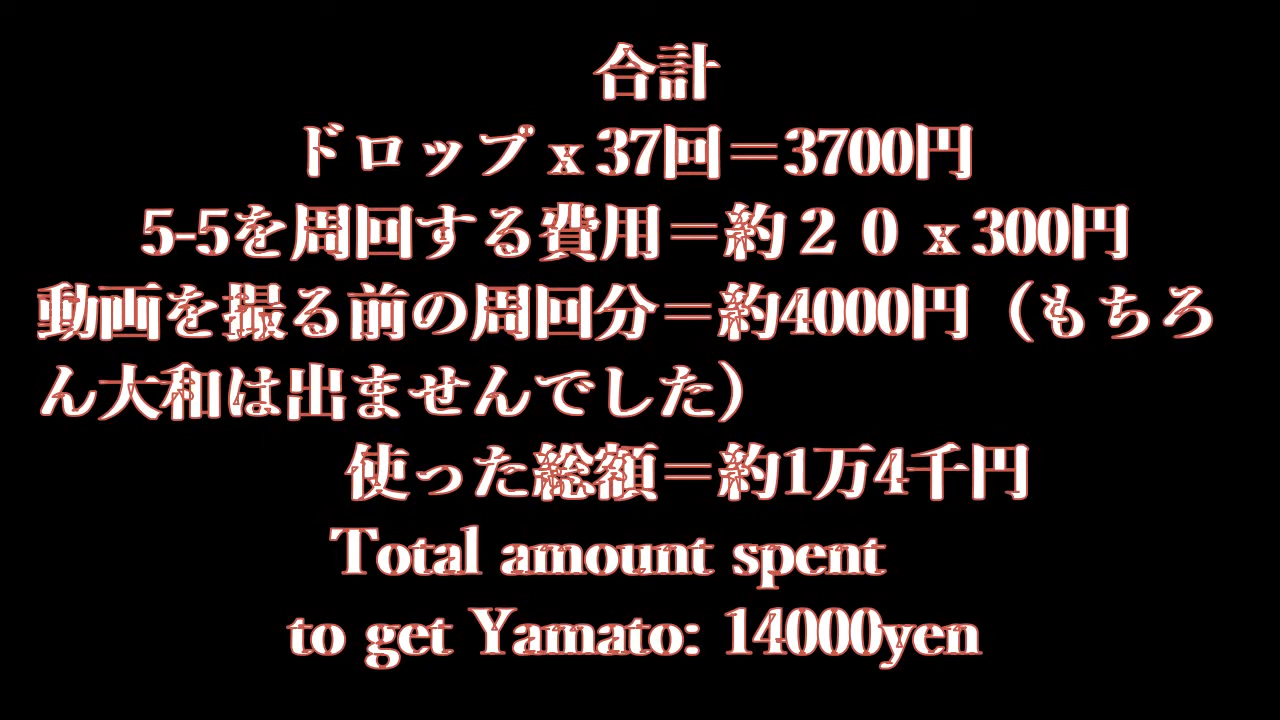 合計
ドロップ x 37回＝3700円
5-5を周回する費用＝約２０ x 300円
動画を撮る前の周回分＝約4000円（もちろ
ん大和は出ませんでした）
使った総額＝約1万4千円
Total amount spent
to get Yamato: 14000yen